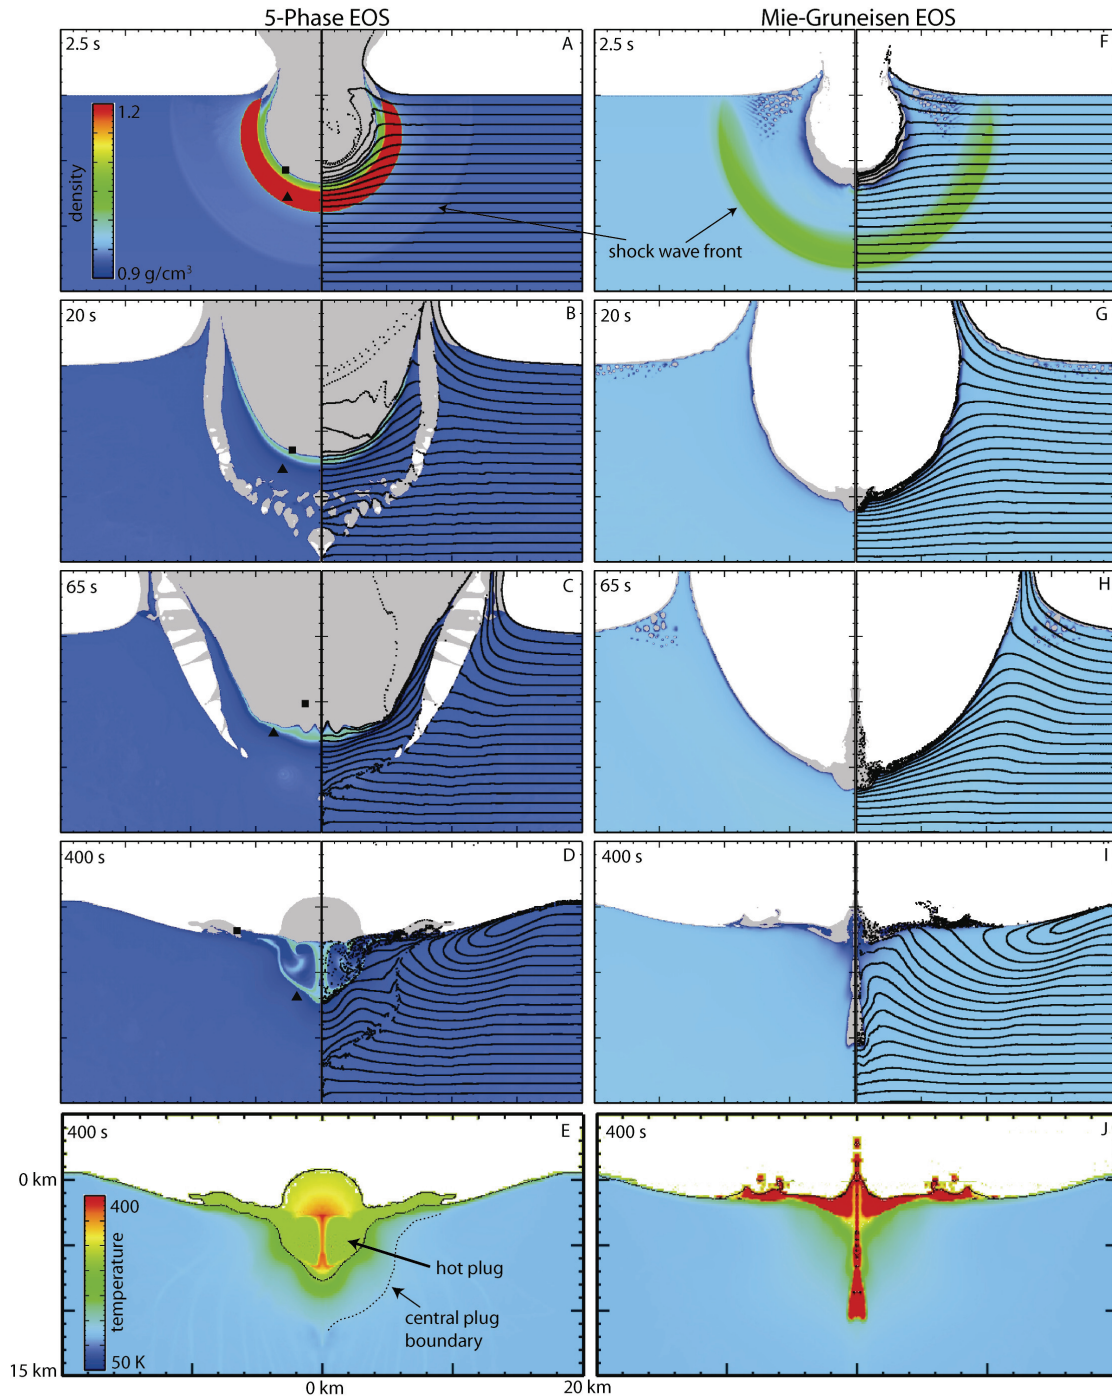 5-Phase EOS
Mie-Gruneisen EOS
2.5 s
A
1.2
density
0.9 g/cm³
2.5 s
F
shock wave front
20 s
B
20 s
G
65 s
C
65 s
H
400 s
D
400 s
I
400 s
E
0 km
400
temperature
50 K
15 km
hot plug
central plug
boundary
0 km
20 km
400 s
J